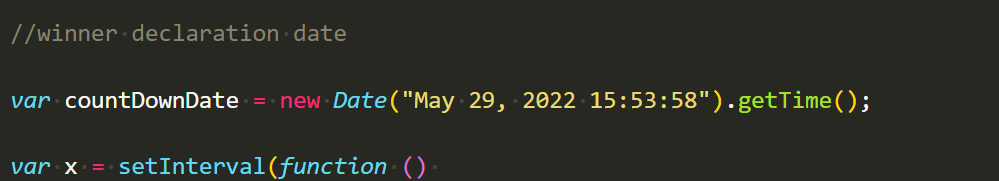 //winner declaration date
var countDownDate = new Date("May 29, 2022 15:53:58").getTime();
var x = setInterval(function ()